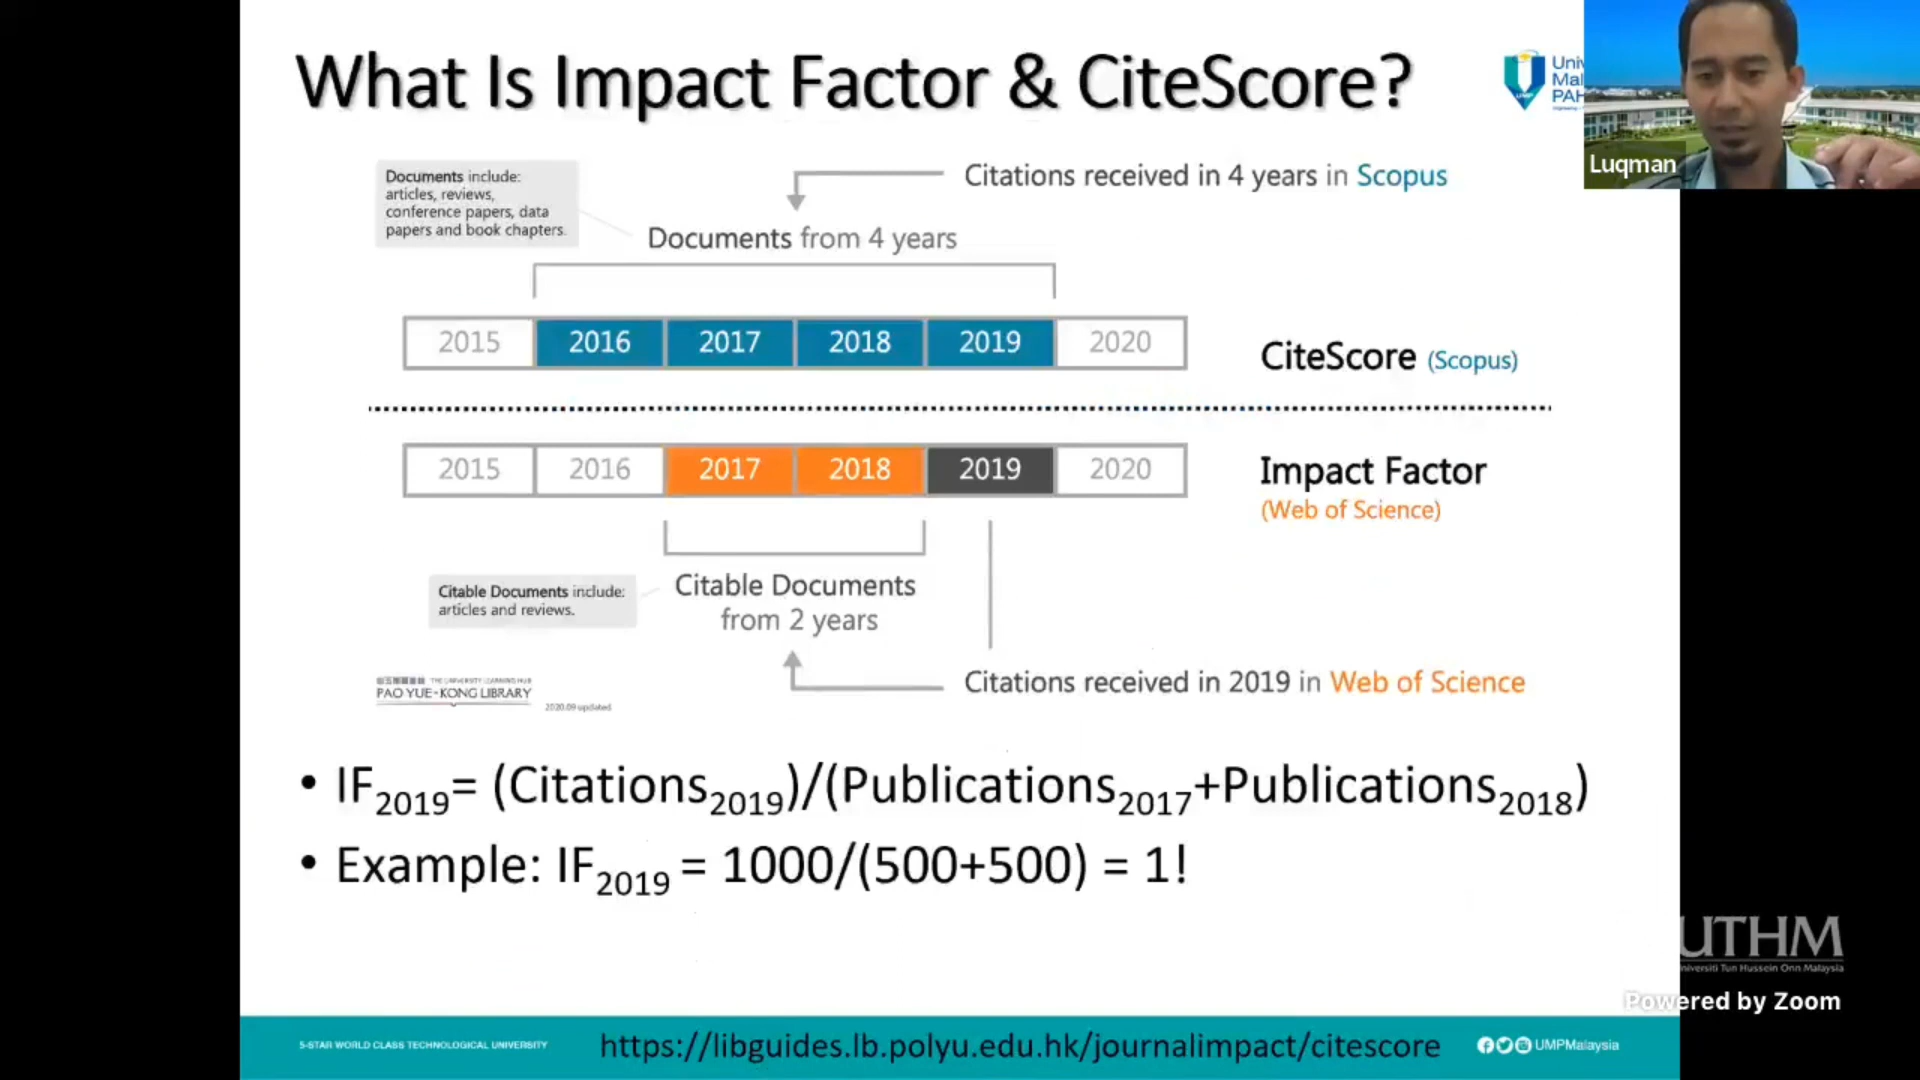 What Is Impact Factor & CiteScore?
Luqman
Documents include:
articles, reviews,
conference papers, data
papers and book chapters.
Citations received in 4 years in Scopus
Documents from 4 years
2015 2016 2017 2018 2019 2020
CiteScore (Scopus)
2015 2016 2017 2018 2019 2020
Impact Factor
(Web of Science)
Citable Documents include:
articles and reviews.
Citable Documents
from 2 years
Citations received in 2019 in Web of Science
PAO YUE-KONG LIBRARY
2020.09 updated
• IF2019= (Citations2019)/(Publications2017+Publications2018)
• Example: IF2019 = 1000/(500+500) = 1!
UTHM
Universiti Tun Hussein Onn Malaysia
Powered by Zoom
5-STAR WORLD CLASS TECHNOLOGICAL UNIVERSITY
https://libguides.lb.polyu.edu.hk/journalimpact/citescore
UMPMalaysia